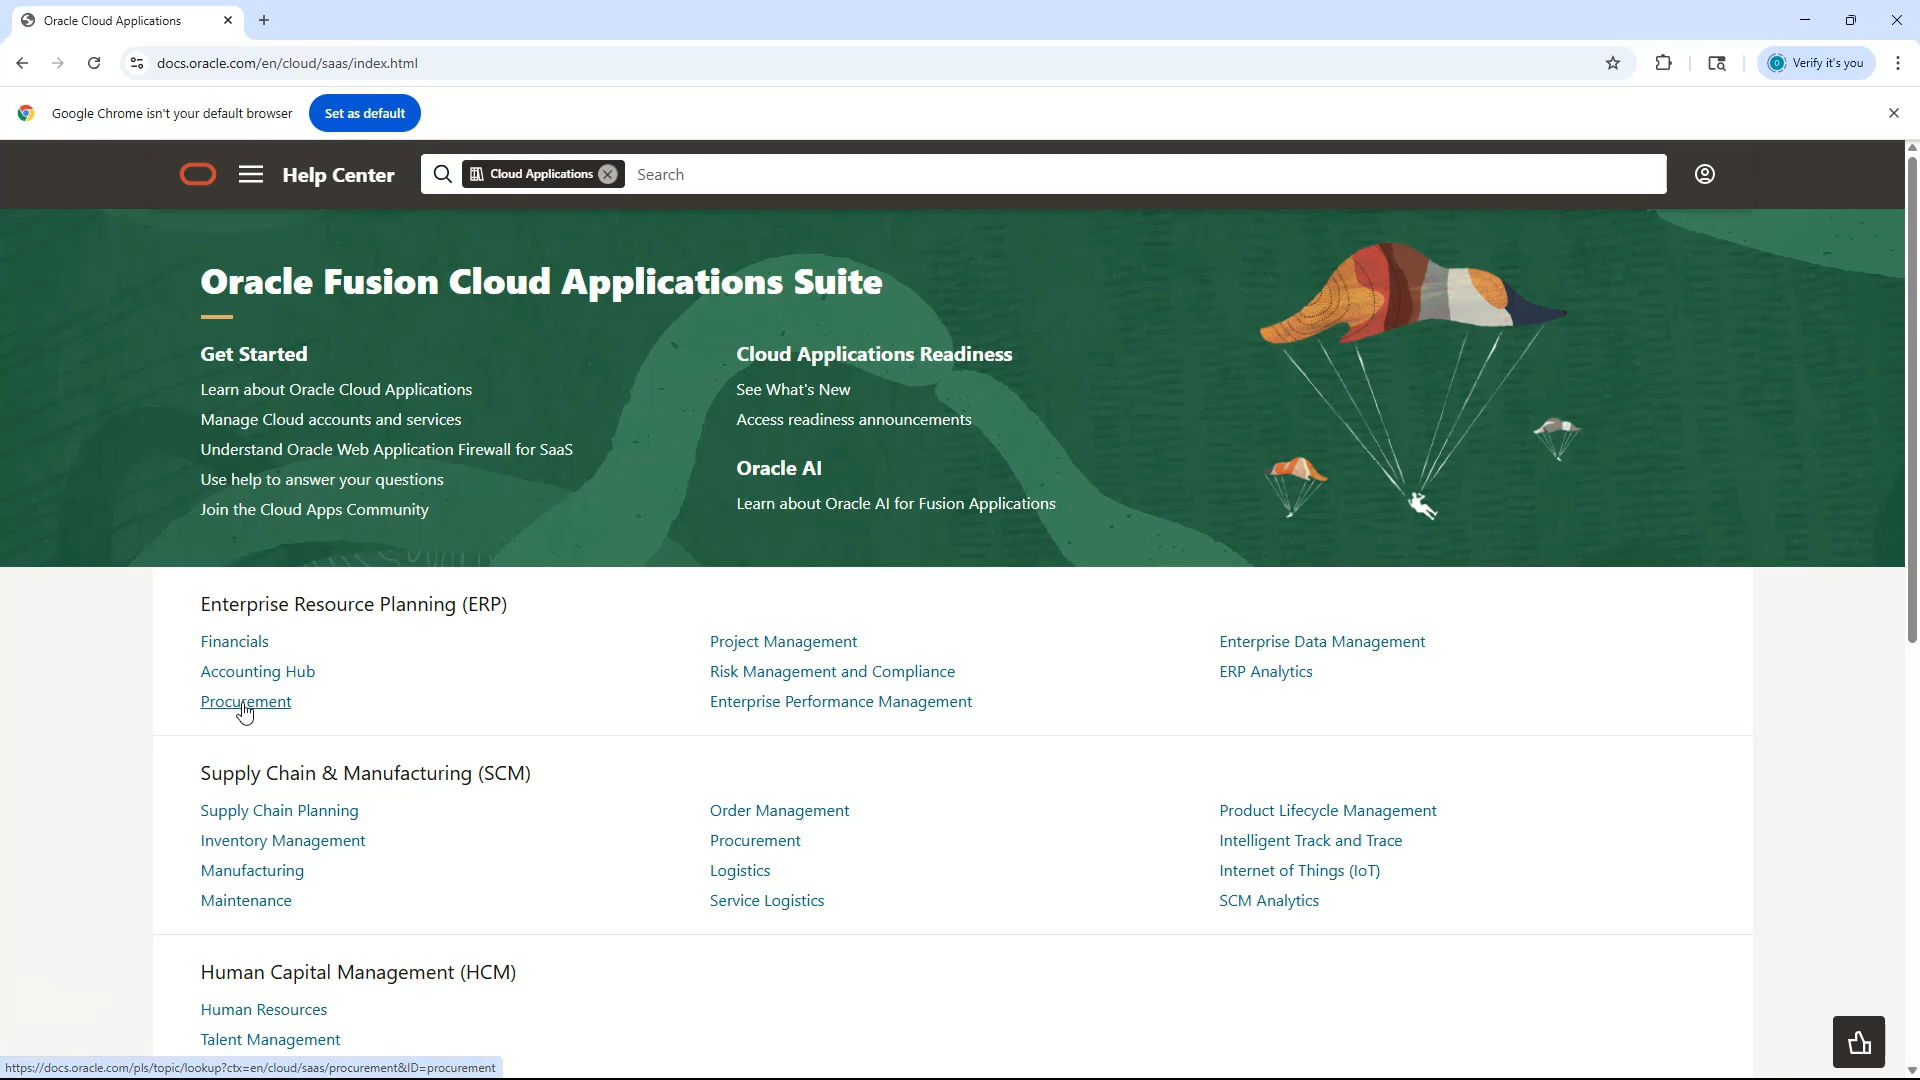 Oracle Cloud Applications
docs.oracle.com/en/cloud/saas/index.html
Verify it's you
Google Chrome isn't your default browser
Set as default
Help Center
Cloud Applications
Search
Oracle Fusion Cloud Applications Suite
Get Started
Learn about Oracle Cloud Applications
Manage Cloud accounts and services
Understand Oracle Web Application Firewall for SaaS
Use help to answer your questions
Join the Cloud Apps Community
Cloud Applications Readiness
See What's New
Access readiness announcements
Oracle AI
Learn about Oracle AI for Fusion Applications
Enterprise Resource Planning (ERP)
Financials
Accounting Hub
Procurement
Project Management
Risk Management and Compliance
Enterprise Performance Management
Enterprise Data Management
ERP Analytics
Supply Chain & Manufacturing (SCM)
Supply Chain Planning
Inventory Management
Manufacturing
Maintenance
Order Management
Procurement
Logistics
Service Logistics
Product Lifecycle Management
Intelligent Track and Trace
Internet of Things (IoT)
SCM Analytics
Human Capital Management (HCM)
Human Resources
Talent Management
https://docs.oracle.com/pls/topic/lookup?ctx=en/cloud/saas/procurement&ID=procurement